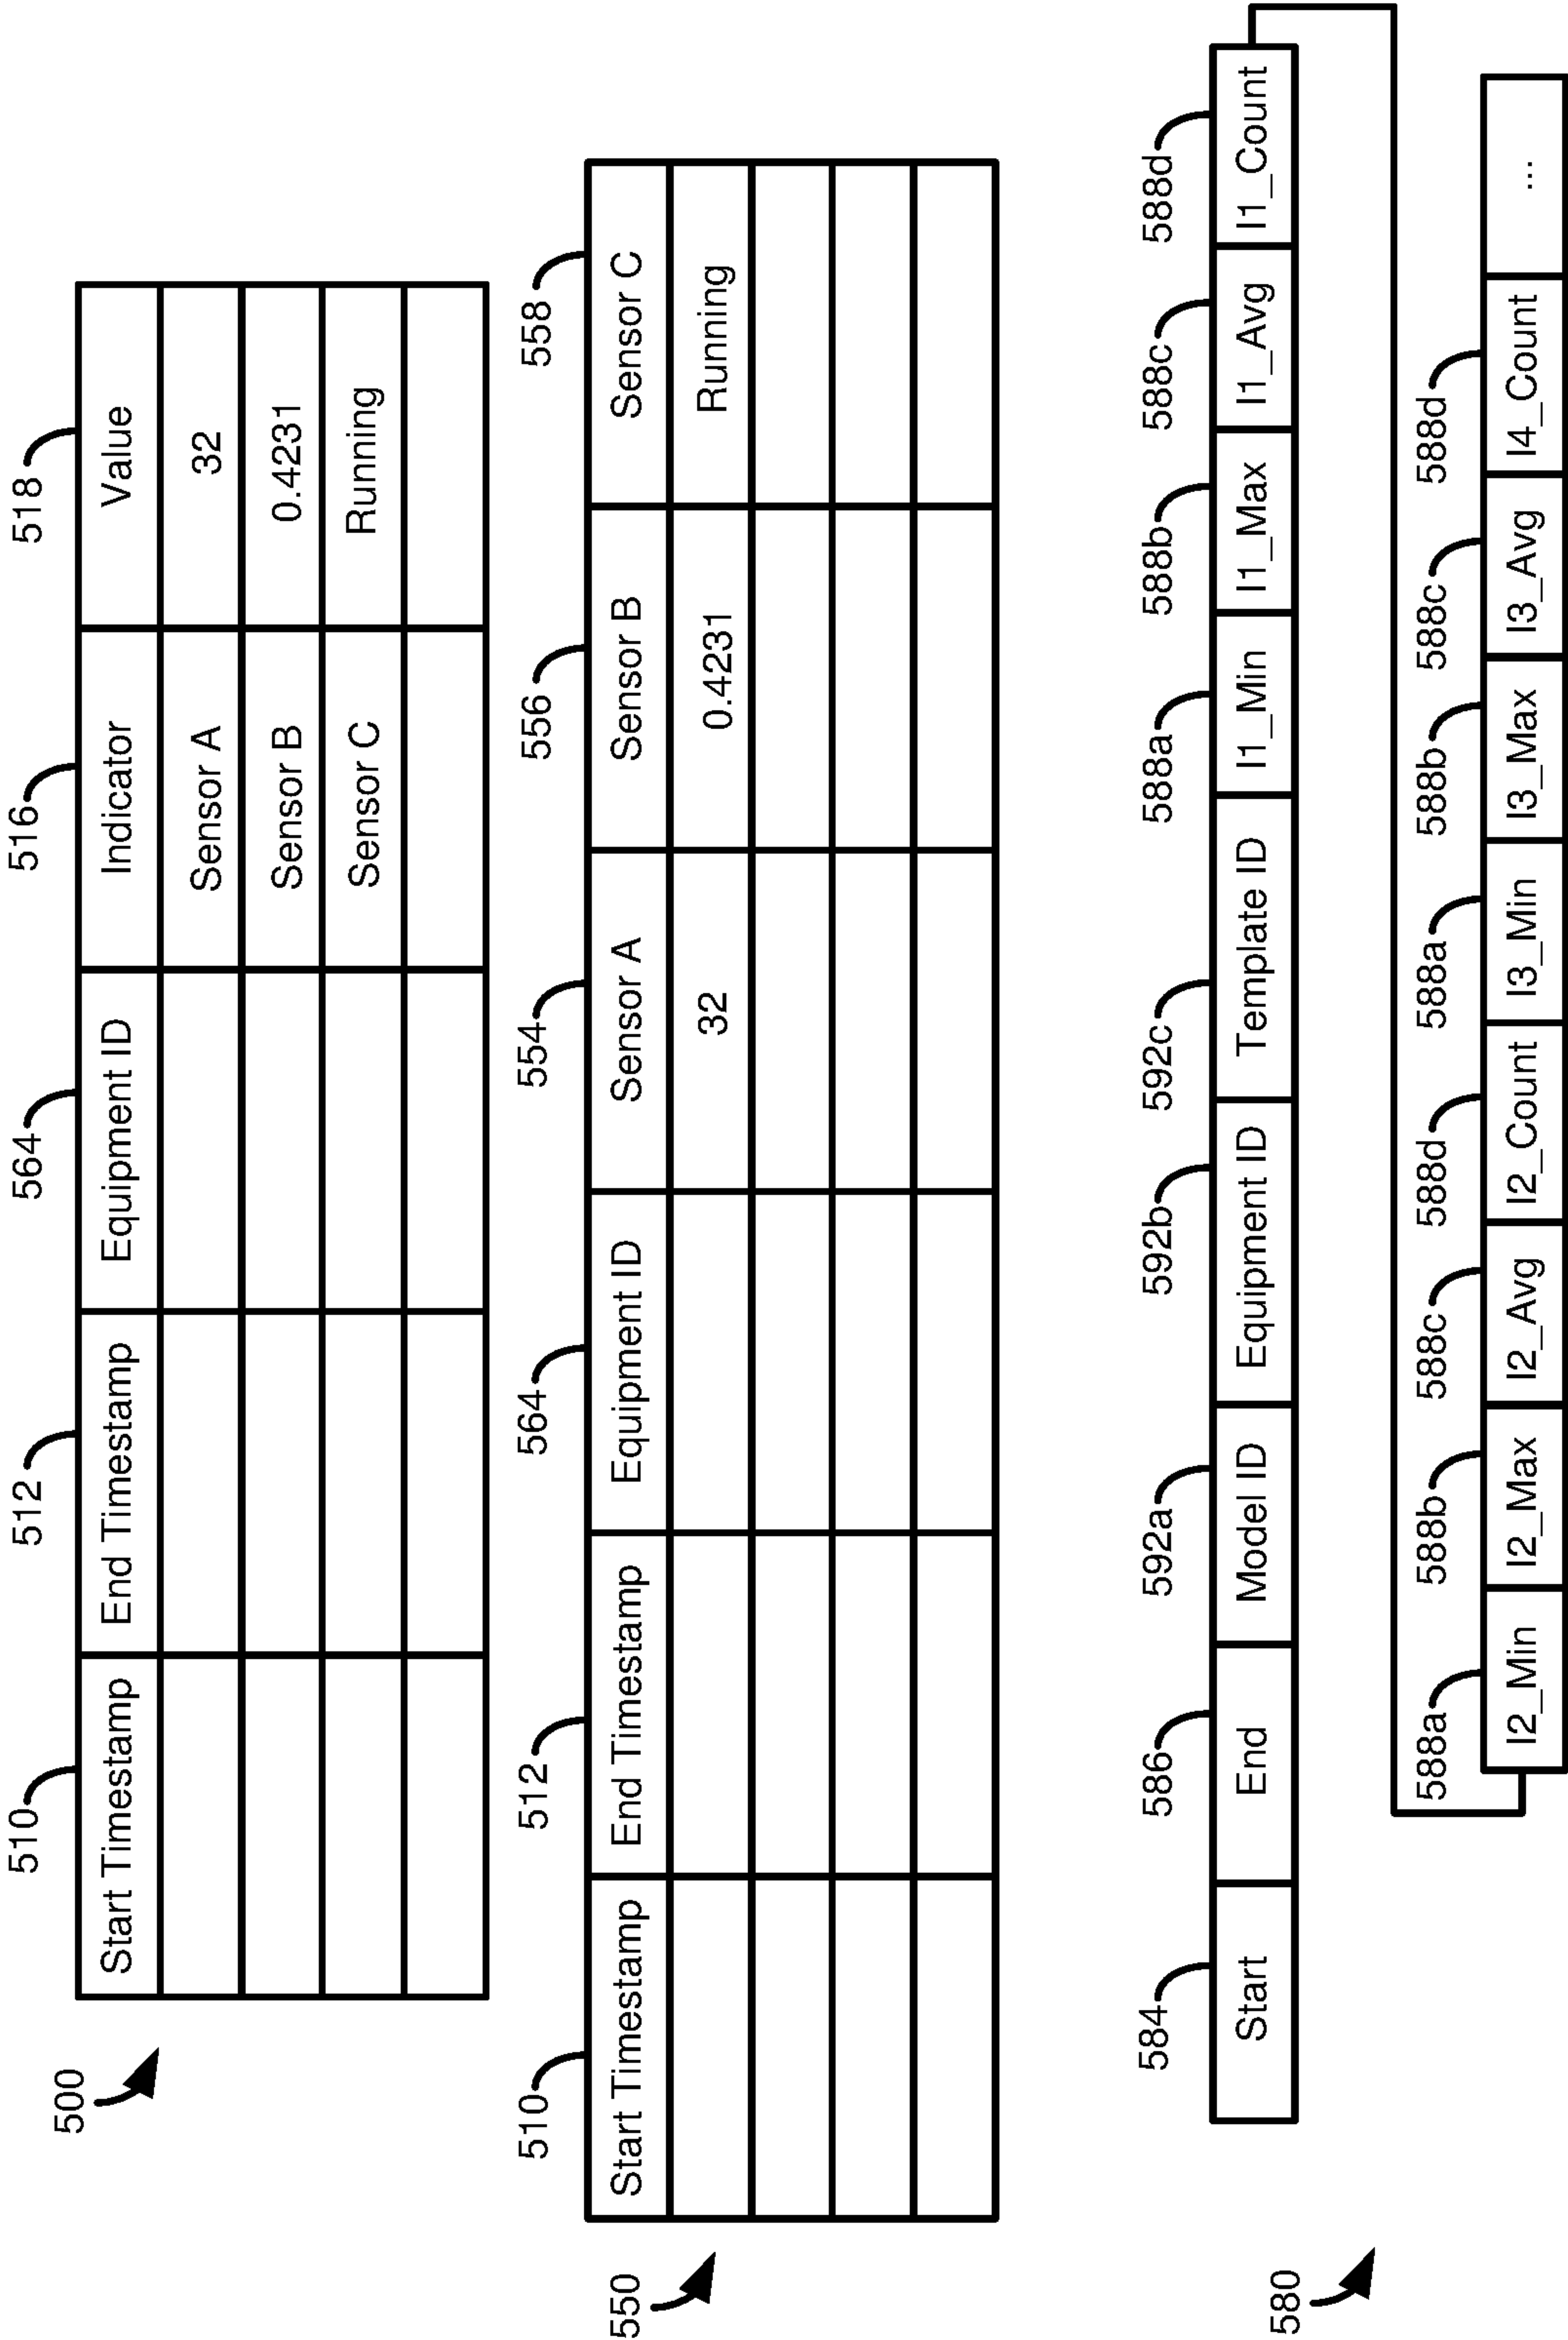 500
510 512 564 516 518
Start Timestamp End Timestamp Equipment ID Indicator Value
Sensor A 32
Sensor B 0.4231
Sensor C Running
550
510 512 564 554 556 558
Start Timestamp End Timestamp Equipment ID Sensor A Sensor B Sensor C
32 0.4231 Running
580
584 586 592a 592b 592c 588a 588b 588c 588d
Start End Model ID Equipment ID Template ID I1_Min I1_Max I1_Avg I1_Count
588a 588b 588c 588d 588a 588b 588c 588d
I2_Min I2_Max I2_Avg I2_Count I3_Min I3_Max I3_Avg I4_Count ...